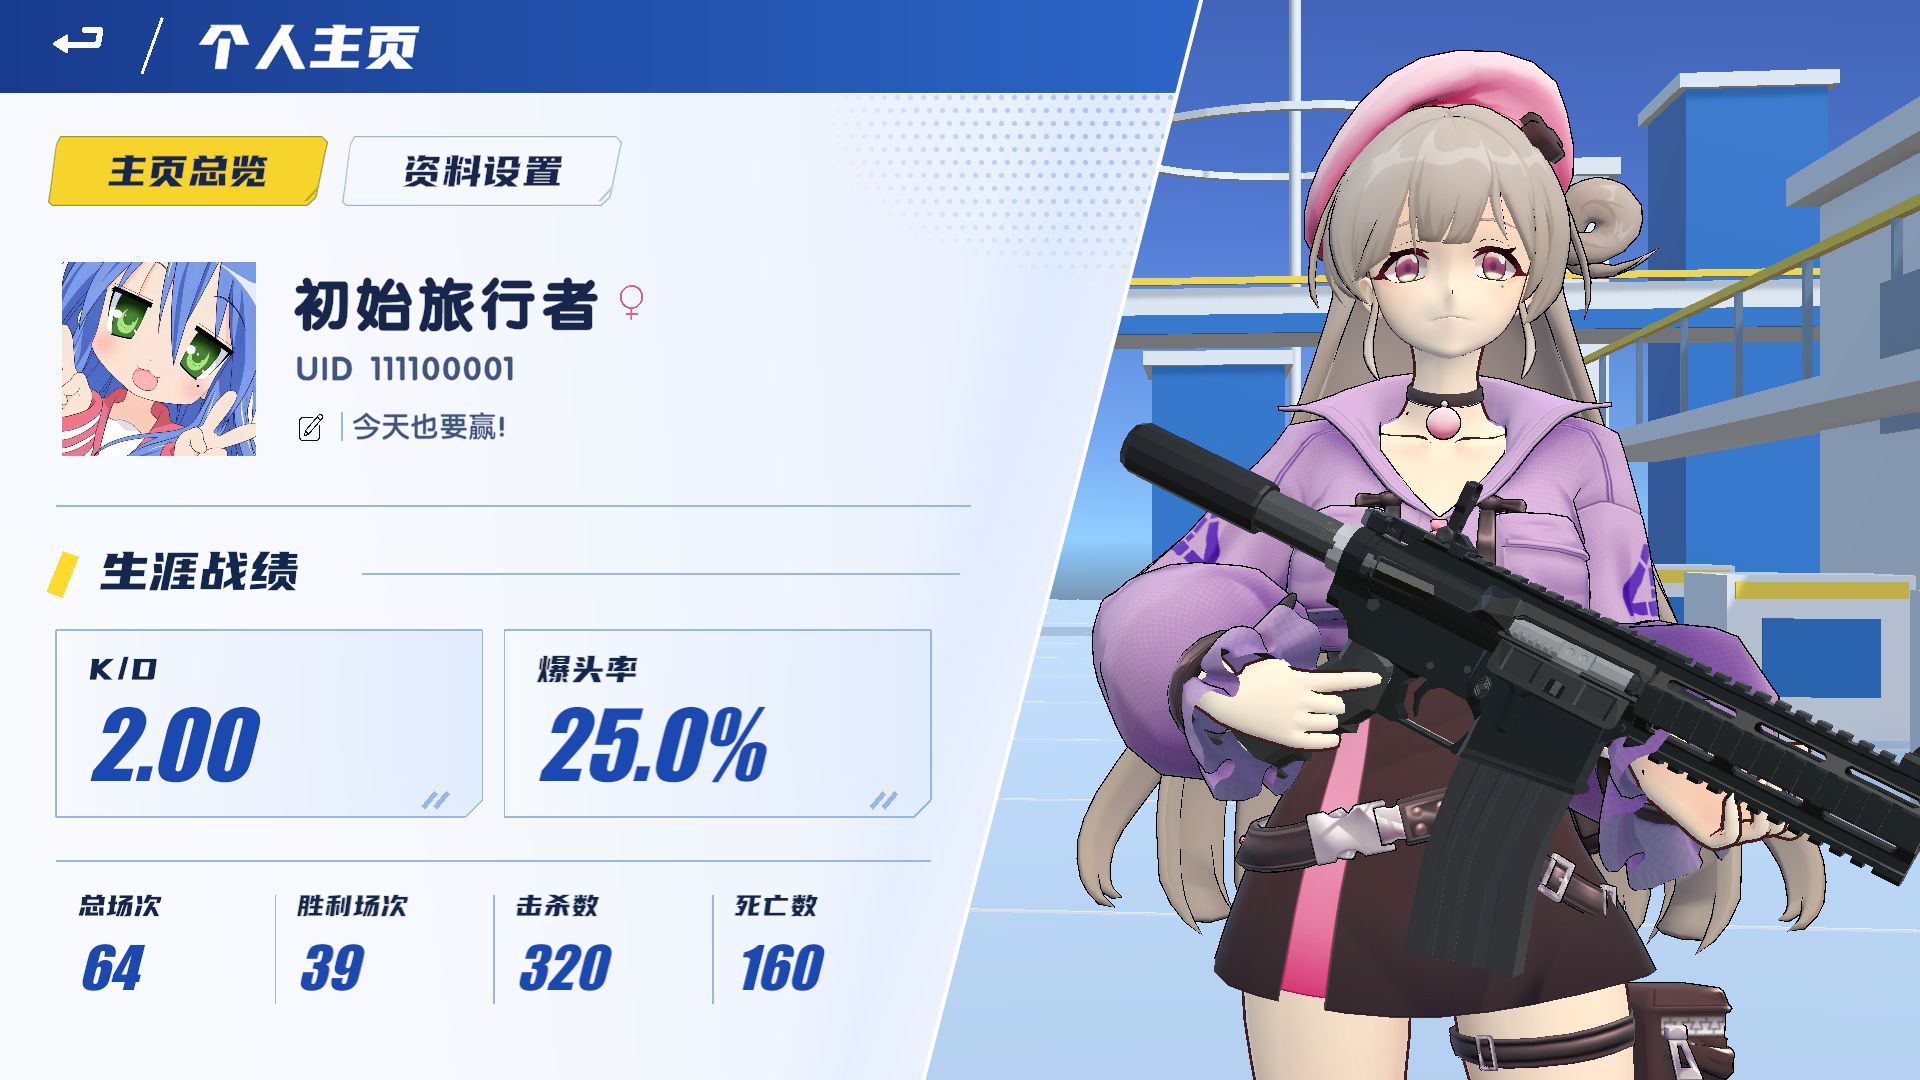 个人主页
主页总览
资料设置
初始旅行者
UID 111100001
今天也要赢!
生涯战绩
K/D
2.00
爆头率
25.0%
总场次
64
胜利场次
39
击杀数
320
死亡数
160